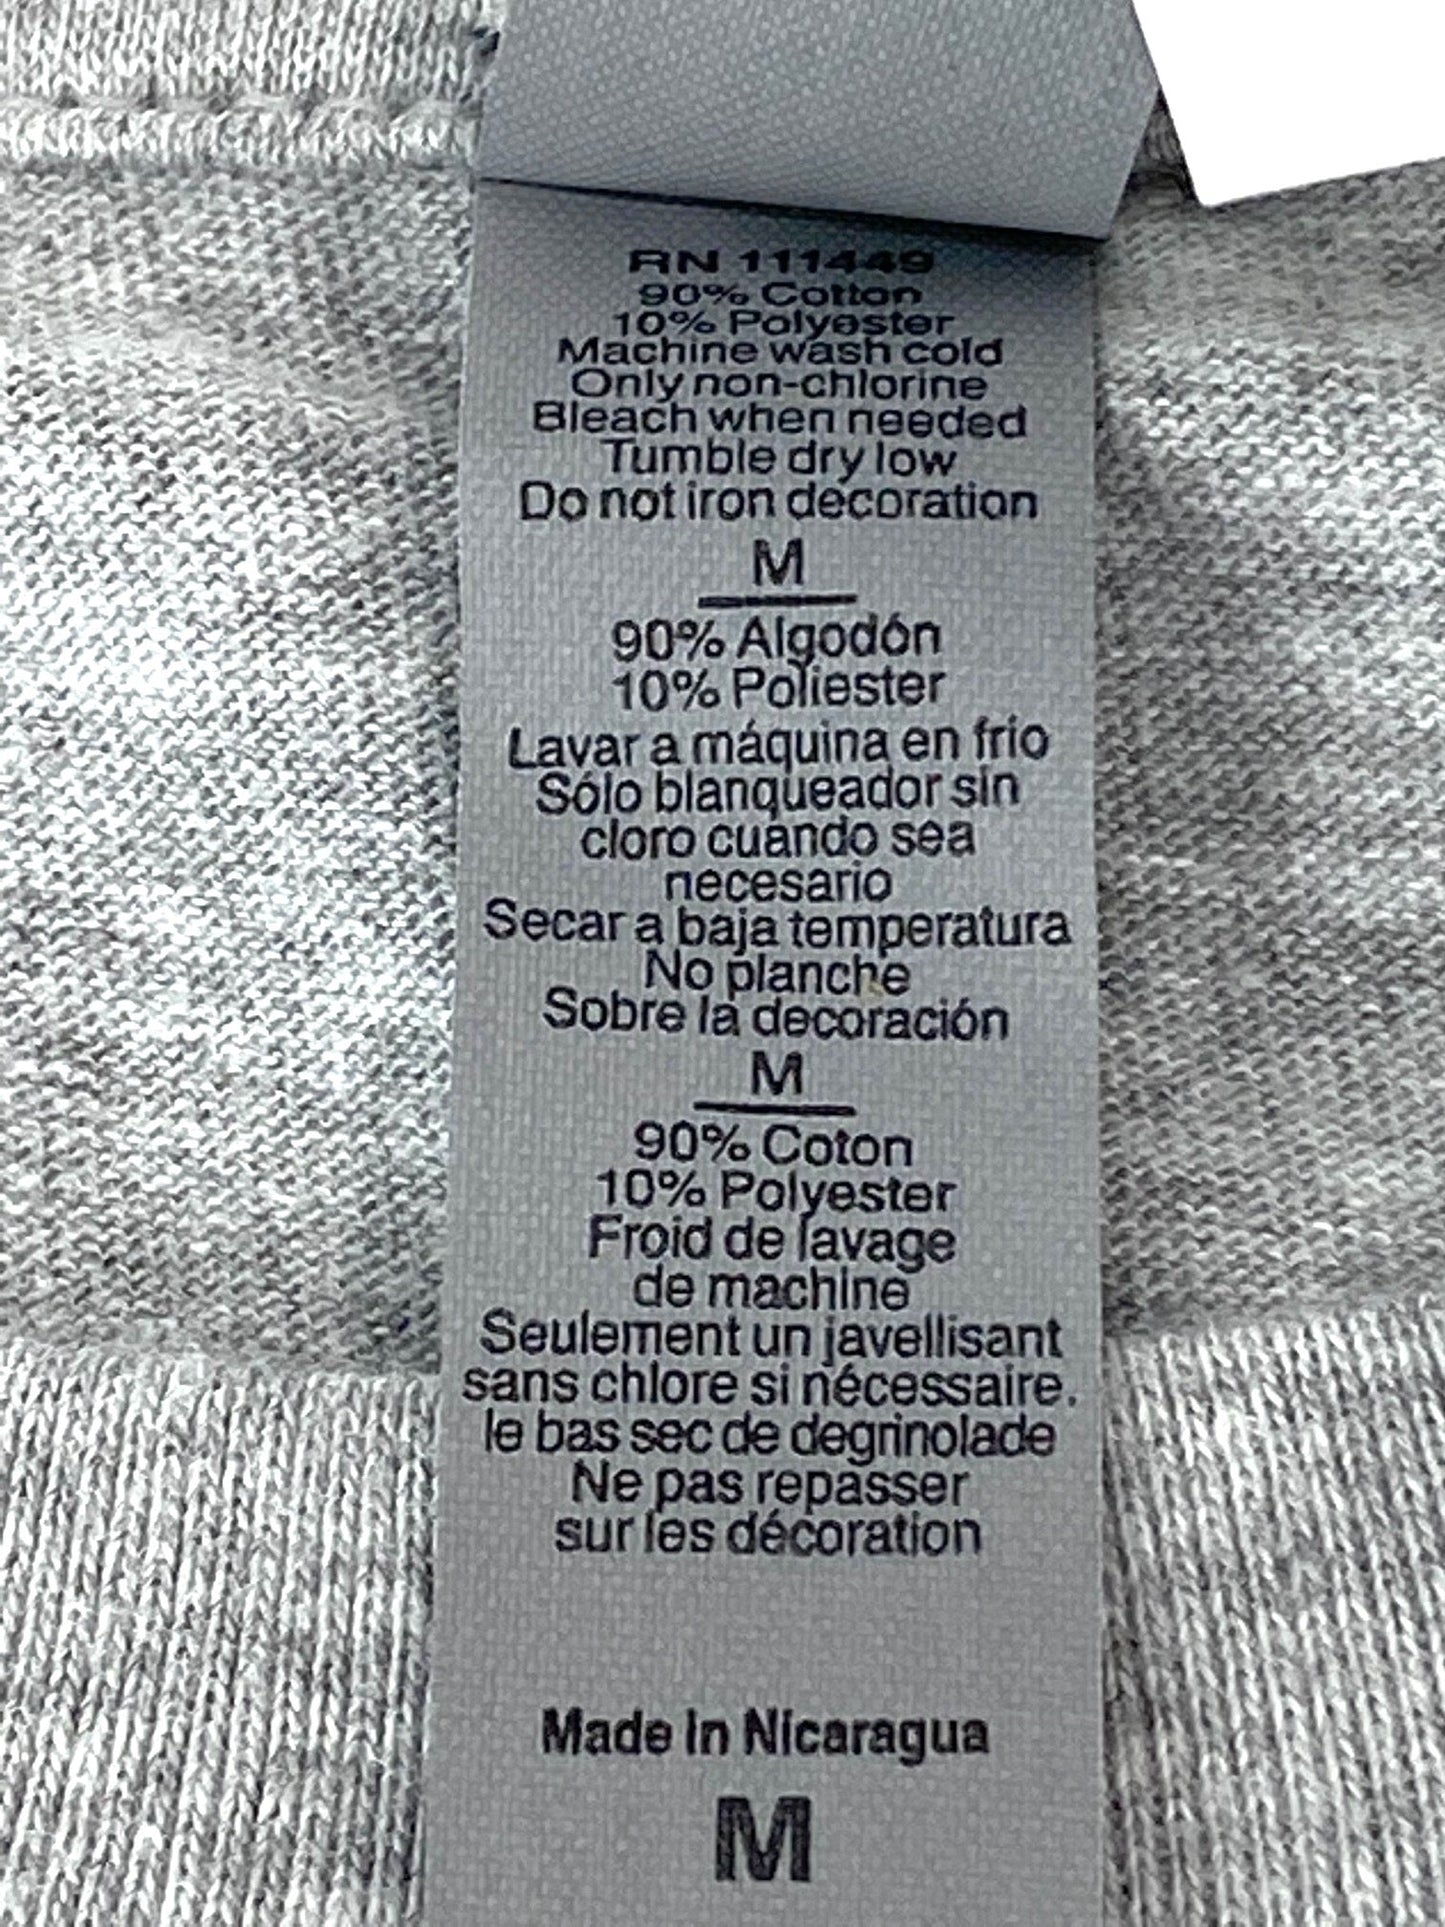 RN 111449
90% Cotton
10% Polyester
Machine wash cold
Only non-chlorine
Bleach when needed
Tumble dry low
Do not iron decoration
M
90% Algodón
10% Poliester
Lavar a máquina en frío
Sólo blanqueador sin
cloro cuando sea
necesario
Secar a baja temperatura
No planche
Sobre la decoración
M
90% Coton
10% Polyester
Froid de lavage
de machine
Seulement un javellisant
sans chlore si nécessaire.
le bas sec de degrinolade
Ne pas repasser
sur les décoration
Made In Nicaragua
M